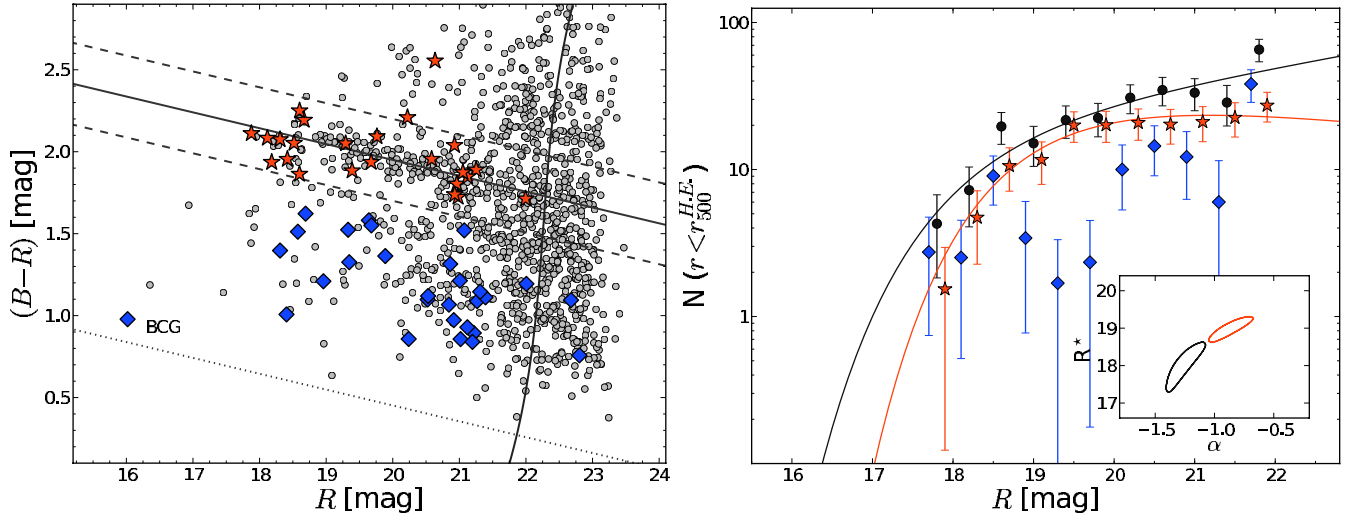 2.5
2.0
1.5
1.0
0.5
(B−R) [mag]
BCG
16 17 18 19 20 21 22 23 24
R [mag]
100
10
1
N (r<r_500^H.E.)
16 17 18 19 20 21 22
R [mag]
20
19
18
17
R⋆
−1.5 −1.0 −0.5
α